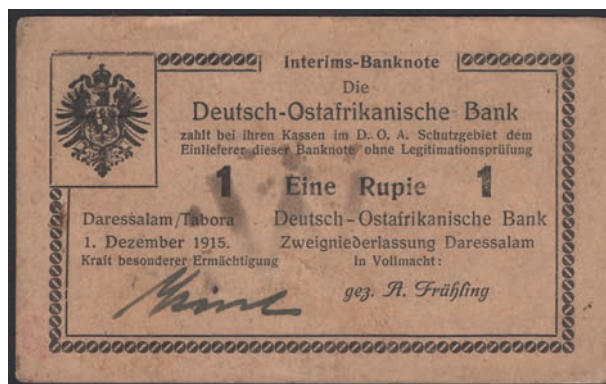 Interims-Banknote
Die
Deutsch-Ostafrikanische Bank
zahlt bei ihren Kassen im D. O. A. Schutzgebiet dem
Einlieferer dieser Banknote ohne Legitimationsprüfung
1 Eine Rupie 1
Daressalam/Tabora
1. Dezember 1915.
Kraft besonderer Ermächtigung
Deutsch-Ostafrikanische Bank
Zweigniederlassung Daressalam
In Vollmacht:
gez. A. Frühling